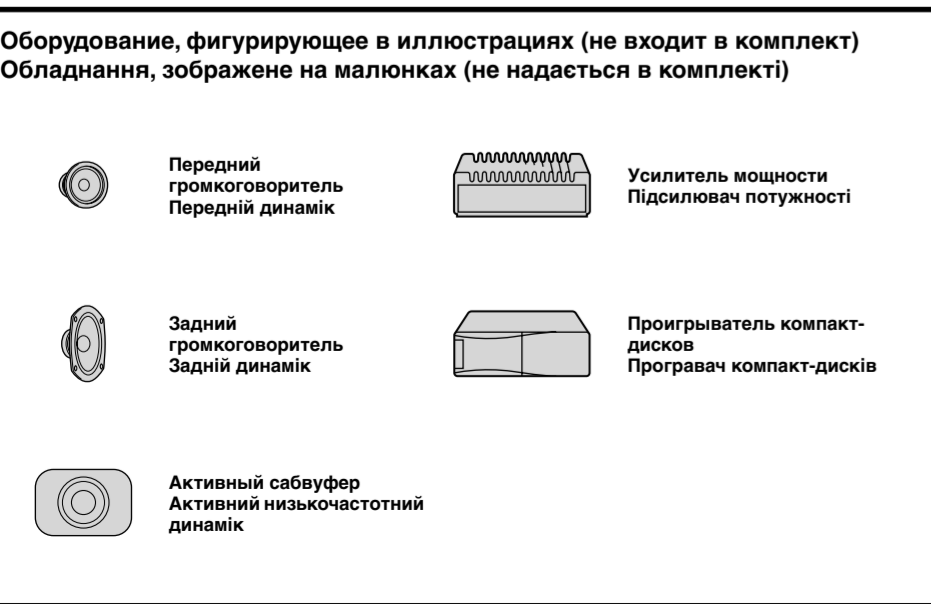 Оборудование, фигурирующее в иллюстрациях (не входит в комплект)
Обладнання, зображене на малюнках (не надається в комплекті)
Передний
громкоговоритель
Передній динамік
Усилитель мощности
Підсилювач потужності
Задний
громкоговоритель
Задній динамік
Проигрыватель компакт-
дисков
Програвач компакт-дисків
Активный сабвуфер
Активний низькочастотний
динамік